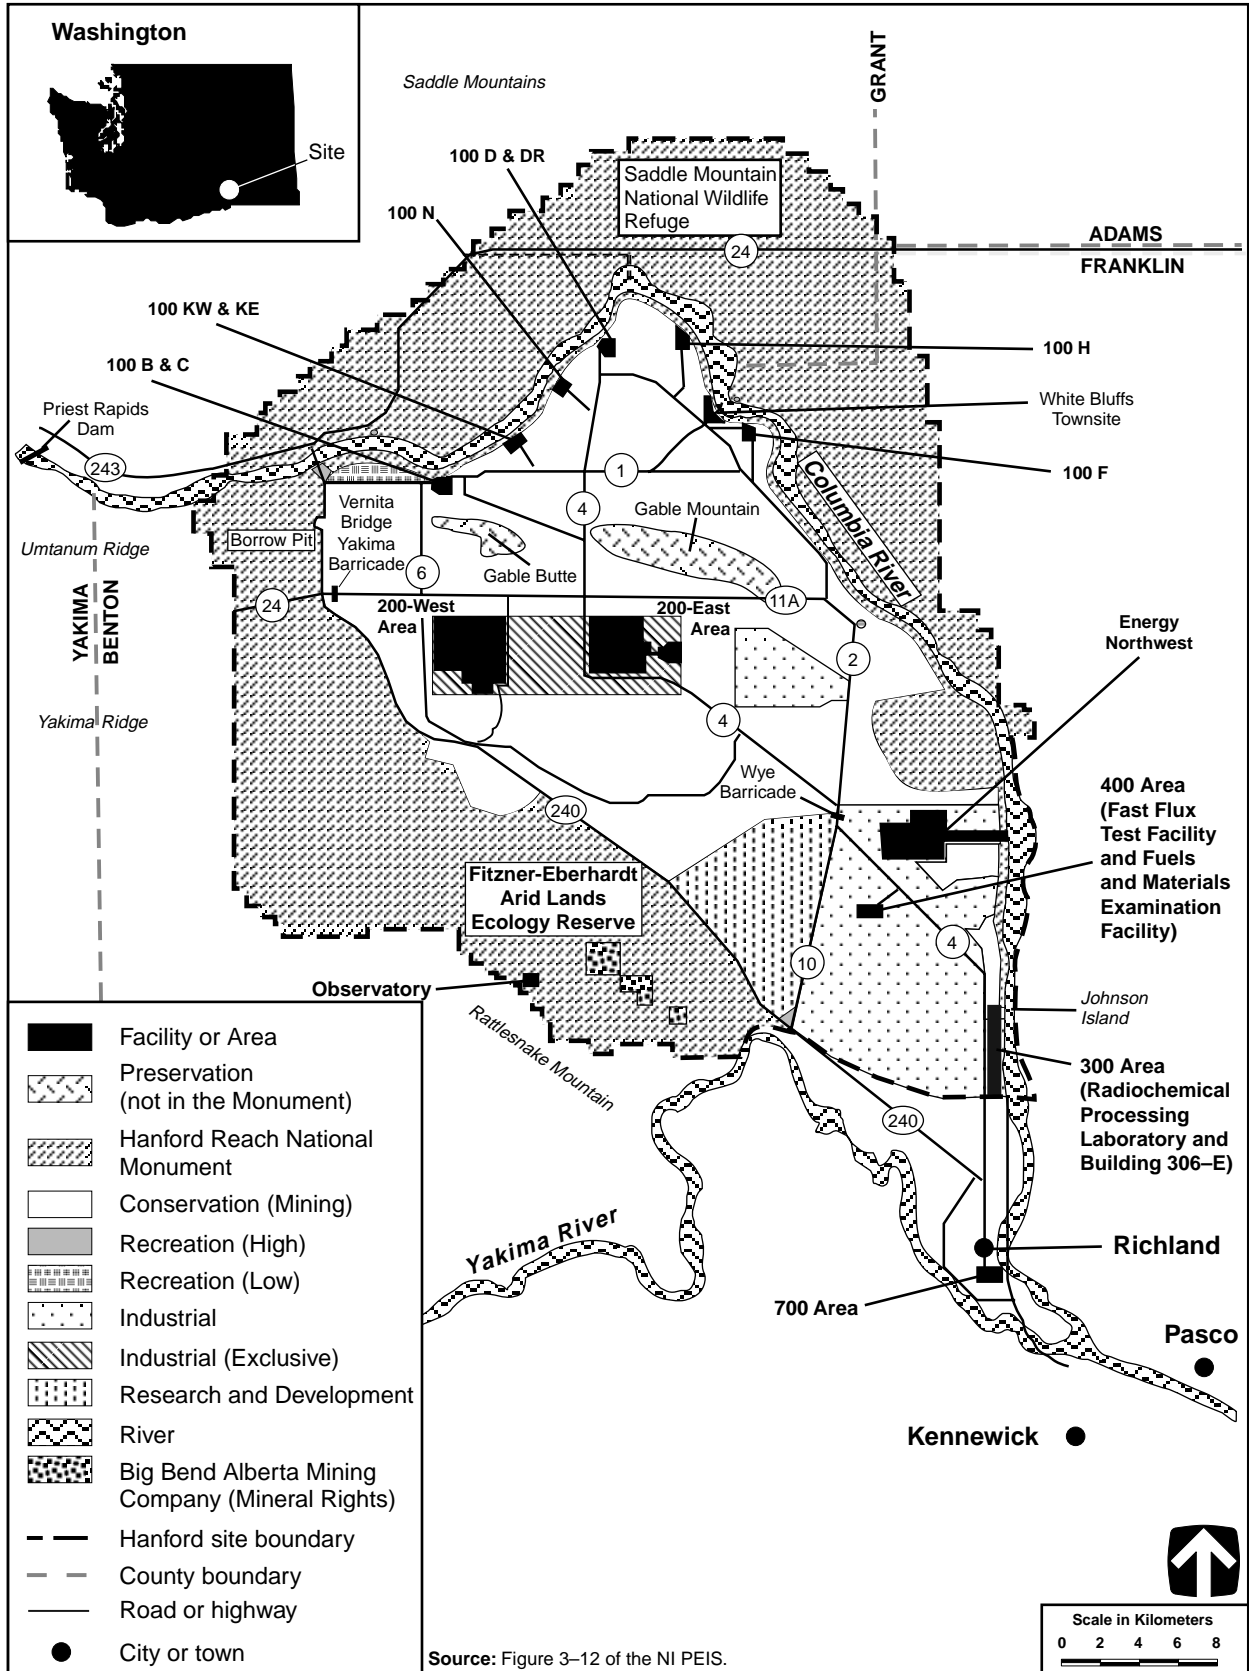 Washington
Site
Saddle Mountains
GRANT
100 D & DR
Saddle Mountain
National Wildlife
Refuge
100 N
24
ADAMS
FRANKLIN
100 KW & KE
100 H
100 B & C
Priest Rapids
Dam
White Bluffs
Townsite
243
1
100 F
Columbia River
4
Vernita
Bridge
Yakima
Barricade
Gable Mountain
Umtanum Ridge
Borrow Pit
6
Gable Butte
24
11A
200-West
Area
200-East
Area
YAKIMA
BENTON
Energy
Northwest
2
Yakima Ridge
4
Wye
Barricade
240
400 Area
(Fast Flux
Test Facility
and Fuels
and Materials
Examination
Facility)
Fitzner-Eberhardt
Arid Lands
Ecology Reserve
4
10
Observatory
Rattlesnake Mountain
Johnson
Island
300 Area
(Radiochemical
Processing
Laboratory and
Building 306–E)
240
Yakima River
Richland
700 Area
Pasco
Kennewick
Facility or Area
Preservation
(not in the Monument)
Hanford Reach National
Monument
Conservation (Mining)
Recreation (High)
Recreation (Low)
Industrial
Industrial (Exclusive)
Research and Development
River
Big Bend Alberta Mining
Company (Mineral Rights)
Hanford site boundary
County boundary
Road or highway
City or town
Source: Figure 3–12 of the NI PEIS.
Scale in Kilometers
0 2 4 6 8